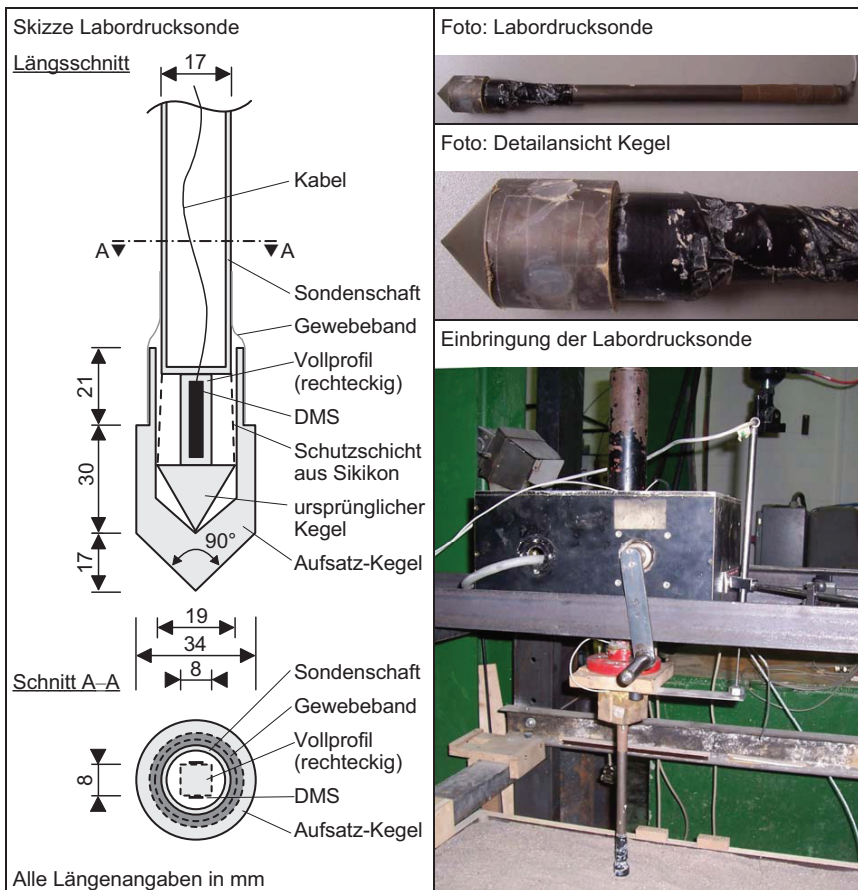 Skizze Labordrucksonde
Längsschnitt
17
Kabel
A
A
Sondenschaft
Gewebeband
Vollprofil
(rechteckig)
DMS
Schutzschicht
aus Sikikon
ursprünglicher
Kegel
Aufsatz-Kegel
21
30
17
90°
19
34
8
Schnitt A–A
Sondenschaft
Gewebeband
Vollprofil
(rechteckig)
DMS
Aufsatz-Kegel
8
Alle Längenangaben in mm
Foto: Labordrucksonde
Foto: Detailansicht Kegel
Einbringung der Labordrucksonde